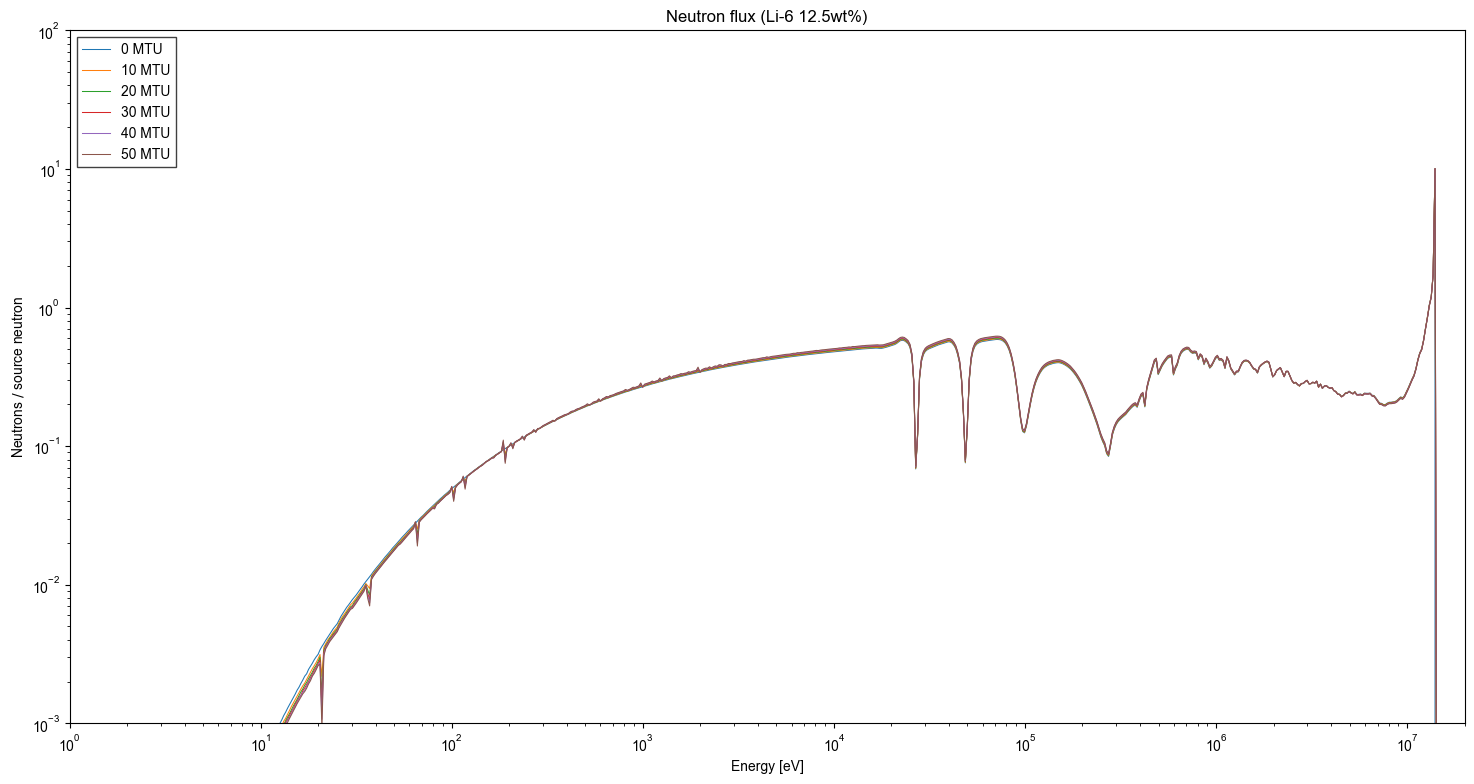 Neutron flux (Li-6 12.5wt%)
10²
10¹
10⁰
10⁻¹
10⁻²
10⁻³
Neutrons / source neutron
0 MTU
10 MTU
20 MTU
30 MTU
40 MTU
50 MTU
10⁰ 10¹ 10² 10³ 10⁴ 10⁵ 10⁶ 10⁷
Energy [eV]